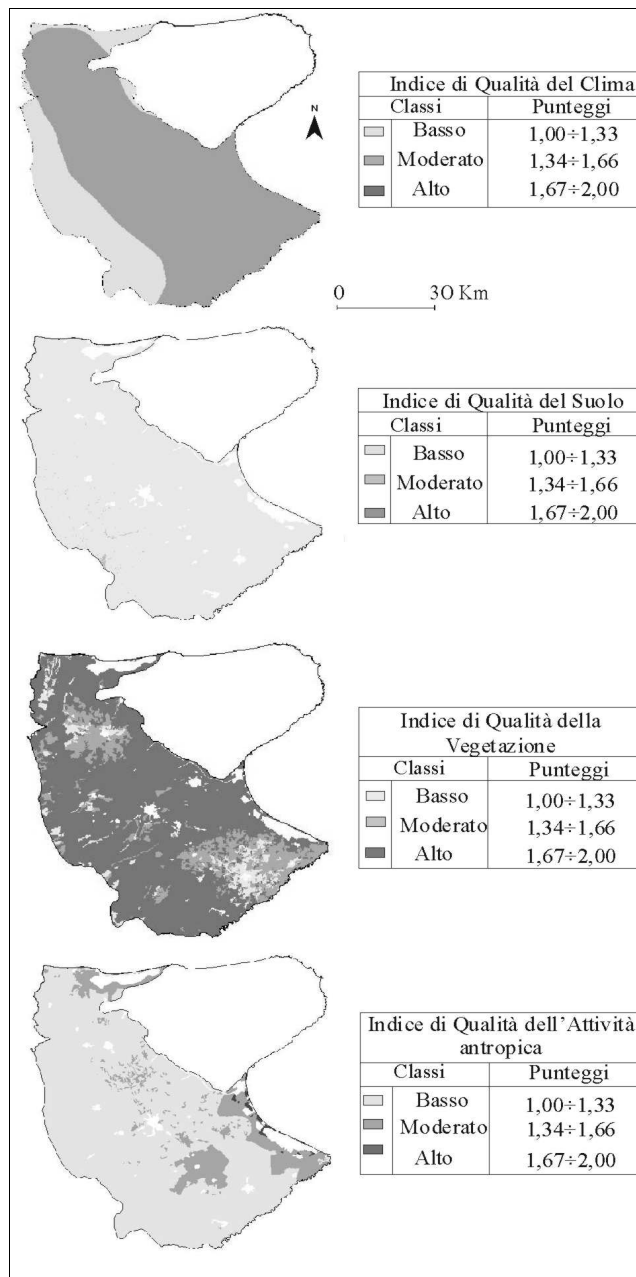 Indice di Qualità del Clima
Classi Punteggi
Basso 1,00÷1,33
Moderato 1,34÷1,66
Alto 1,67÷2,00
N
0 30 Km
Indice di Qualità del Suolo
Classi Punteggi
Basso 1,00÷1,33
Moderato 1,34÷1,66
Alto 1,67÷2,00
Indice di Qualità della
Vegetazione
Classi Punteggi
Basso 1,00÷1,33
Moderato 1,34÷1,66
Alto 1,67÷2,00
Indice di Qualità dell'Attività
antropica
Classi Punteggi
Basso 1,00÷1,33
Moderato 1,34÷1,66
Alto 1,67÷2,00